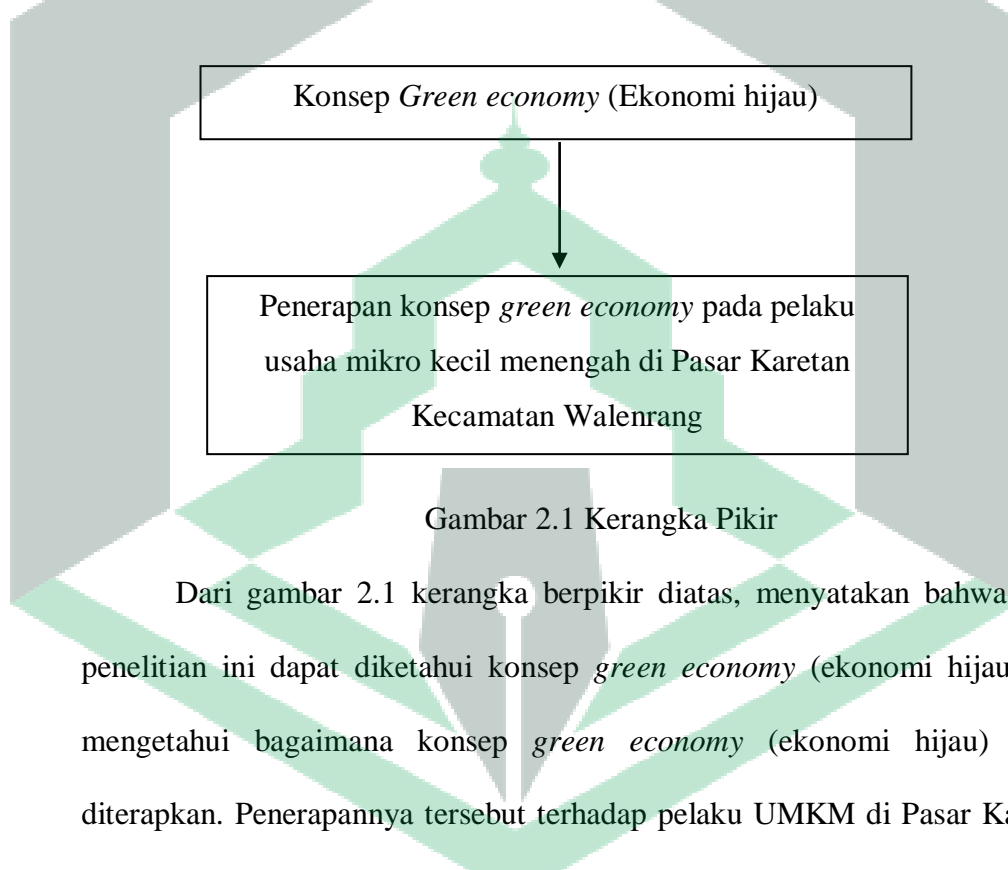 Konsep Green economy (Ekonomi hijau)
Penerapan konsep green economy pada pelaku
usaha mikro kecil menengah di Pasar Karetan
Kecamatan Walenrang
Gambar 2.1 Kerangka Pikir
Dari gambar 2.1 kerangka berpikir diatas, menyatakan bahwa
penelitian ini dapat diketahui konsep green economy (ekonomi hijau
mengetahui bagaimana konsep green economy (ekonomi hijau)
diterapkan. Penerapannya tersebut terhadap pelaku UMKM di Pasar